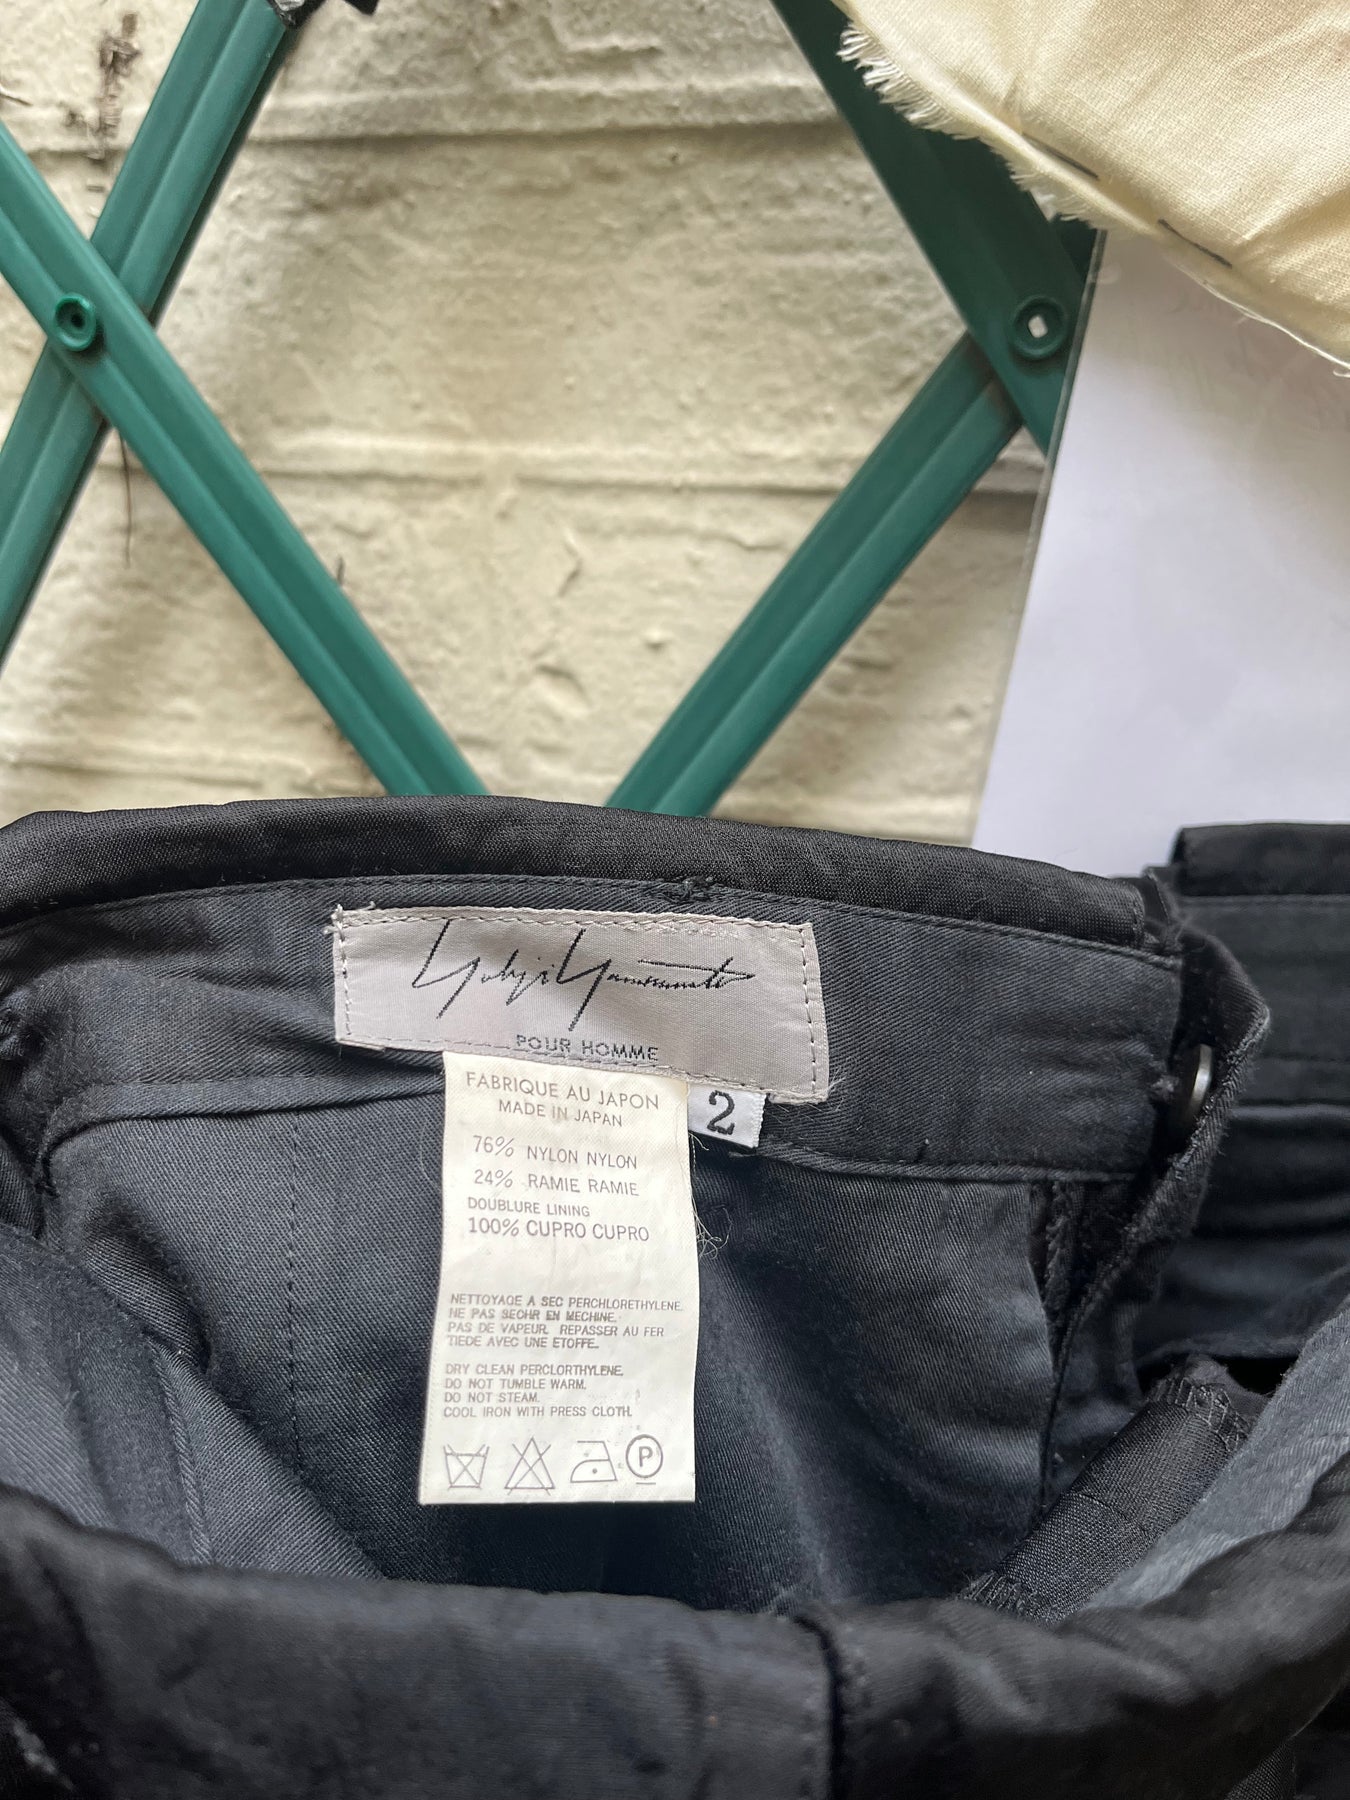 Yohji Yamamoto
POUR HOMME
FABRIQUE AU JAPON
MADE IN JAPAN
2
76% NYLON NYLON
24% RAMIE RAMIE
DOUBLURE LINING
100% CUPRO CUPRO
NETTOYAGE A SEC PERCHLORETHYLENE.
NE PAS SECHR EN MECHINE.
PAS DE VAPEUR. REPASSER AU FER
TIEDE AVEC UNE ETOFFE.
DRY CLEAN PERCLORTHYLENE.
DO NOT TUMBLE WARM.
DO NOT STEAM.
COOL IRON WITH PRESS CLOTH.
P